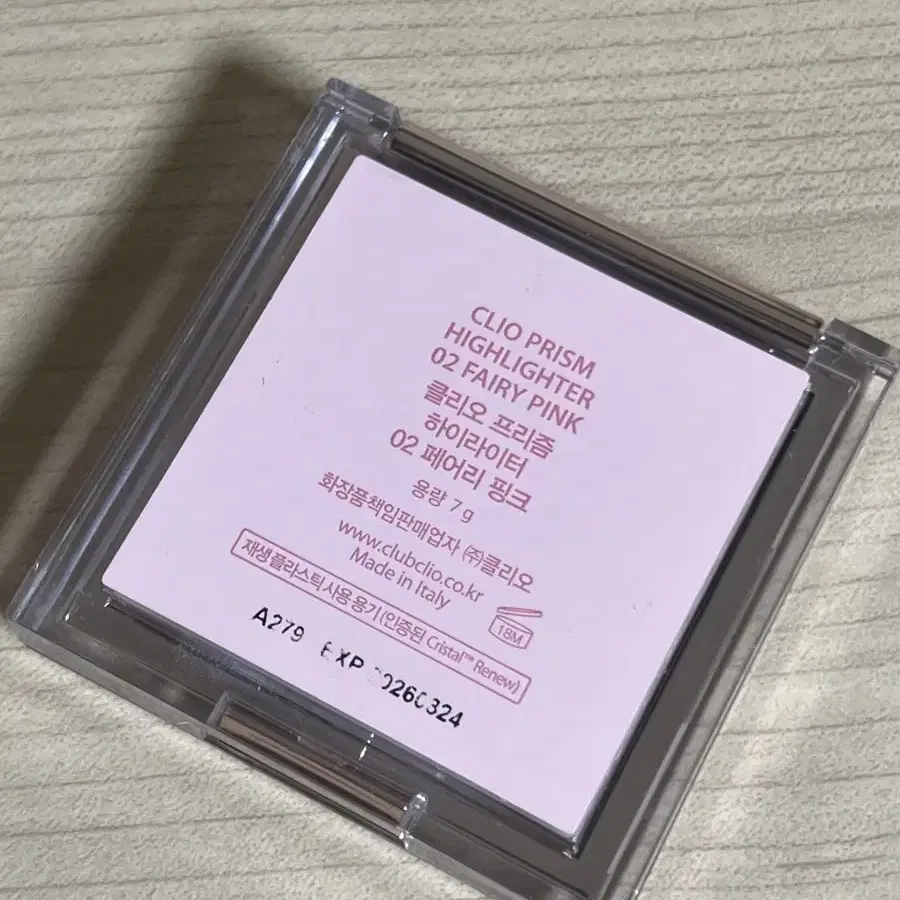 CLIO PRISM
HIGHLIGHTER
02 FAIRY PINK
클리오 프리즘
하이라이터
02 페어리 핑크
용량 7 g
화장품책임판매업자 ㈜클리오
www.clubclio.co.kr
Made in Italy
18M
재생 플라스틱 사용 용기 (인증된 Cristal™ Renew)
A279 EXP 20260324